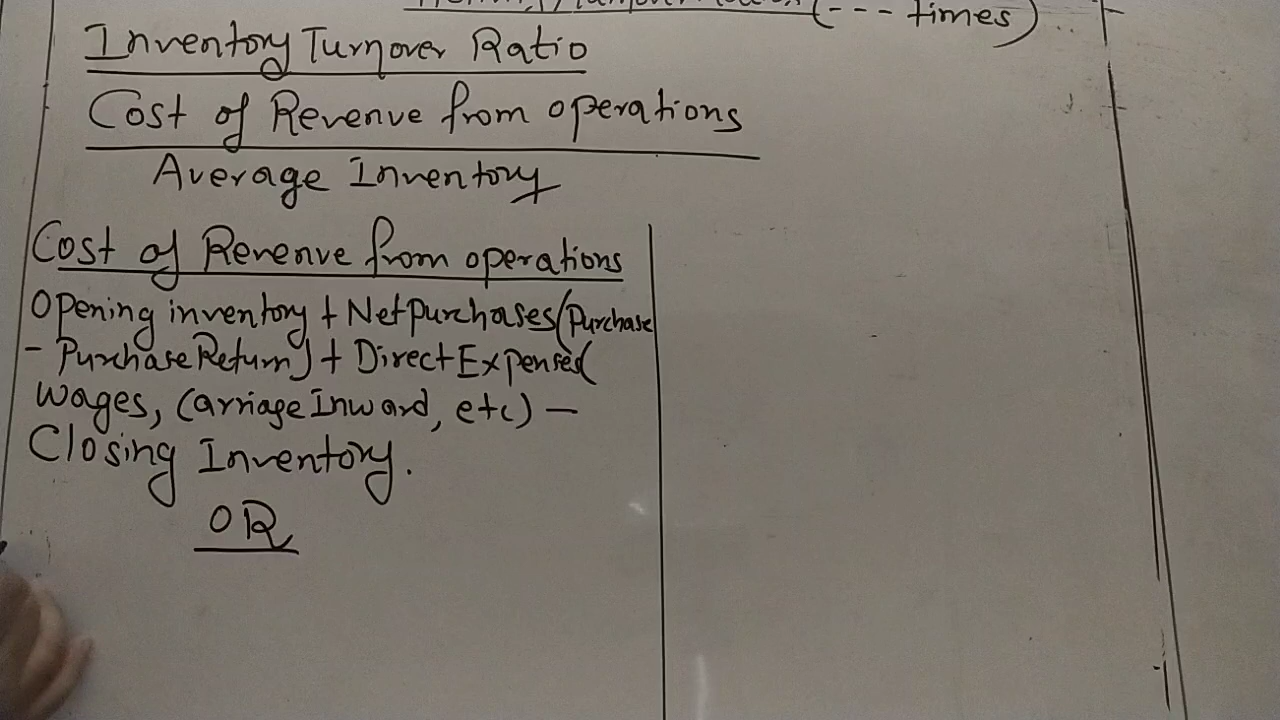 (--- times)
Inventory Turnover Ratio
Cost of Revenue from operations
Average Inventory
Cost of Revenue from operations
Opening inventory + Net Purchases (Purchase
- Purchase Return) + Direct Expenses (
Wages, Carriage Inward, etc) -
Closing Inventory.
OR